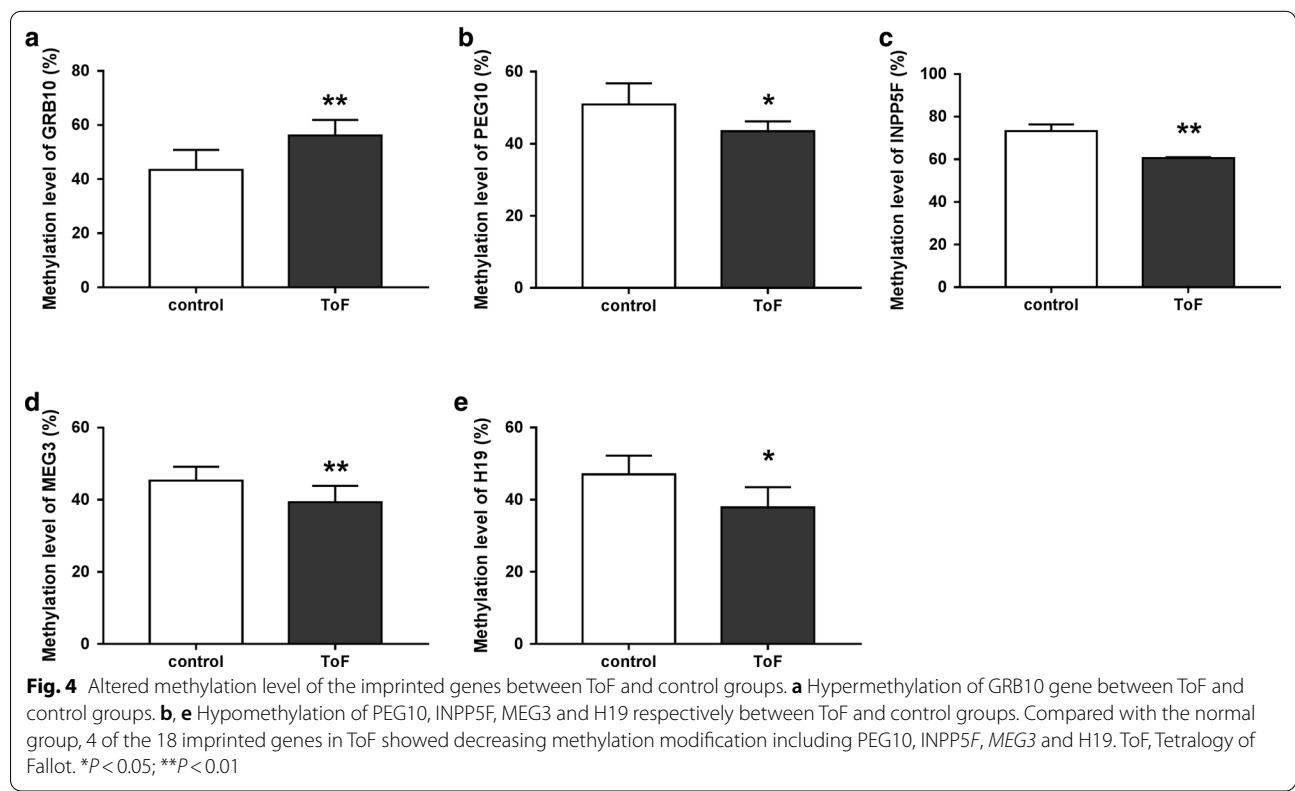 a
Methylation level of GRB10 (%)
80
60
40
20
0
**
control
ToF
b
Methylation level of PEG10 (%)
60
40
20
0
*
control
ToF
c
Methylation level of INPP5F (%)
100
80
60
40
20
0
**
control
ToF
d
Methylation level of MEG3 (%)
60
40
20
0
**
control
ToF
e
Methylation level of H19 (%)
60
40
20
0
*
control
ToF
Fig. 4 Altered methylation level of the imprinted genes between ToF and control groups. a Hypermethylation of GRB10 gene between ToF and
control groups. b, e Hypomethylation of PEG10, INPP5F, MEG3 and H19 respectively between ToF and control groups. Compared with the normal
group, 4 of the 18 imprinted genes in ToF showed decreasing methylation modification including PEG10, INPP5F, MEG3 and H19. ToF, Tetralogy of
Fallot. *P < 0.05; **P < 0.01